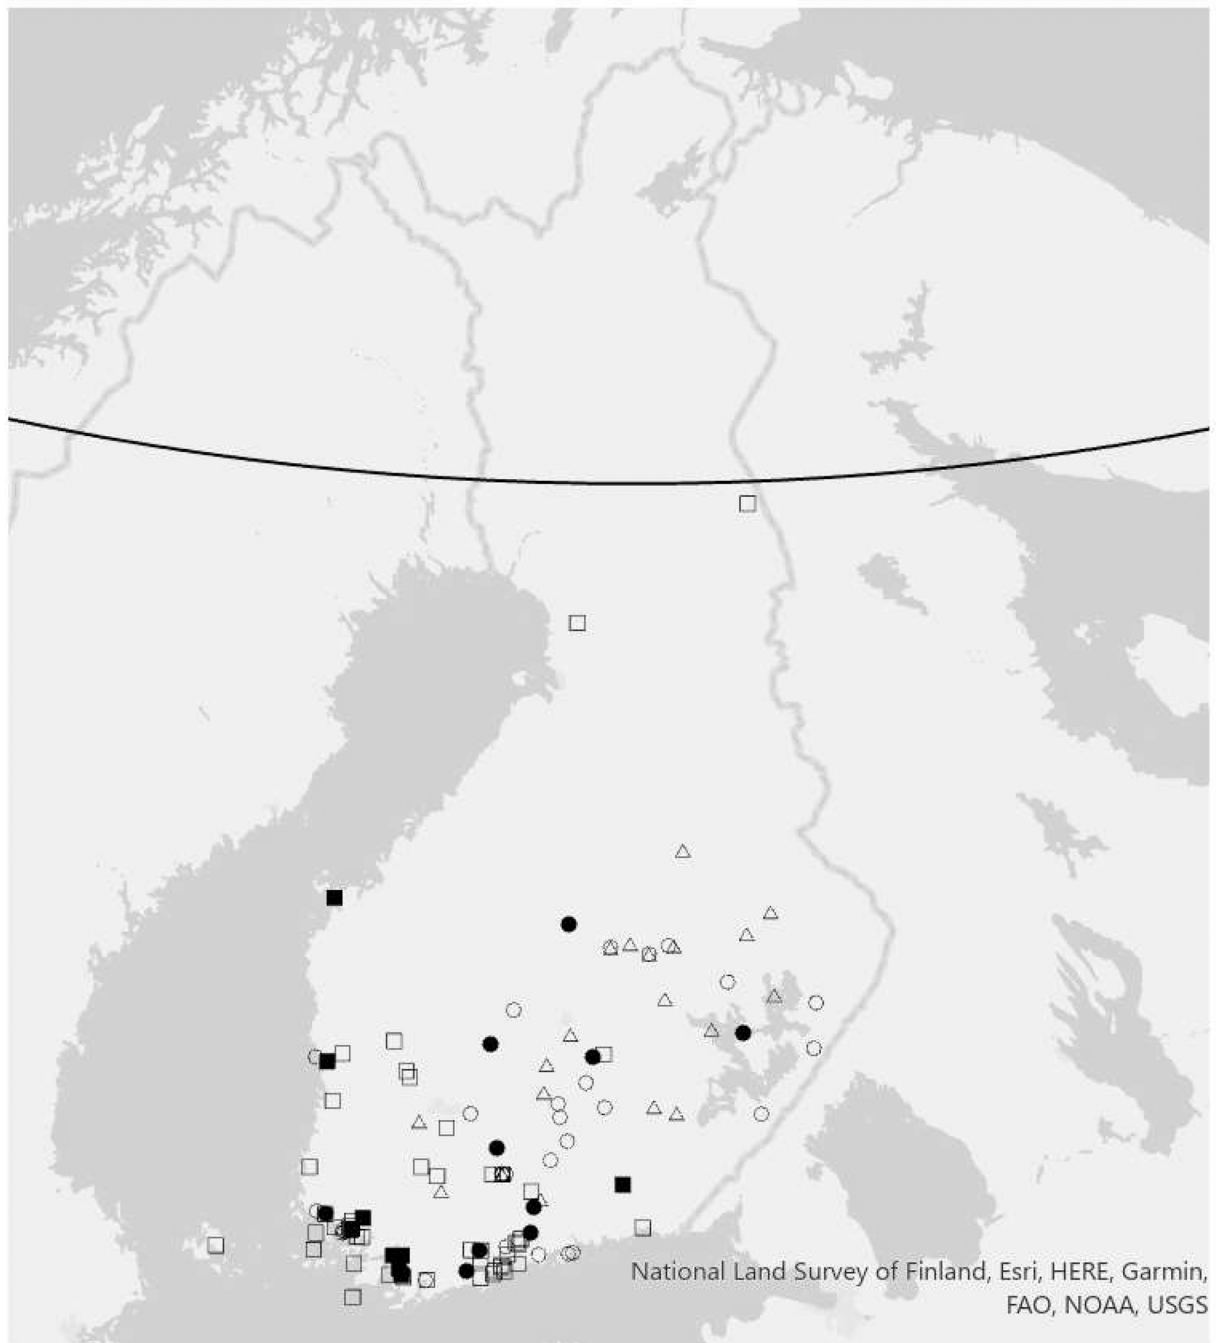 National Land Survey of Finland, Esri, HERE, Garmin,
FAO, NOAA, USGS